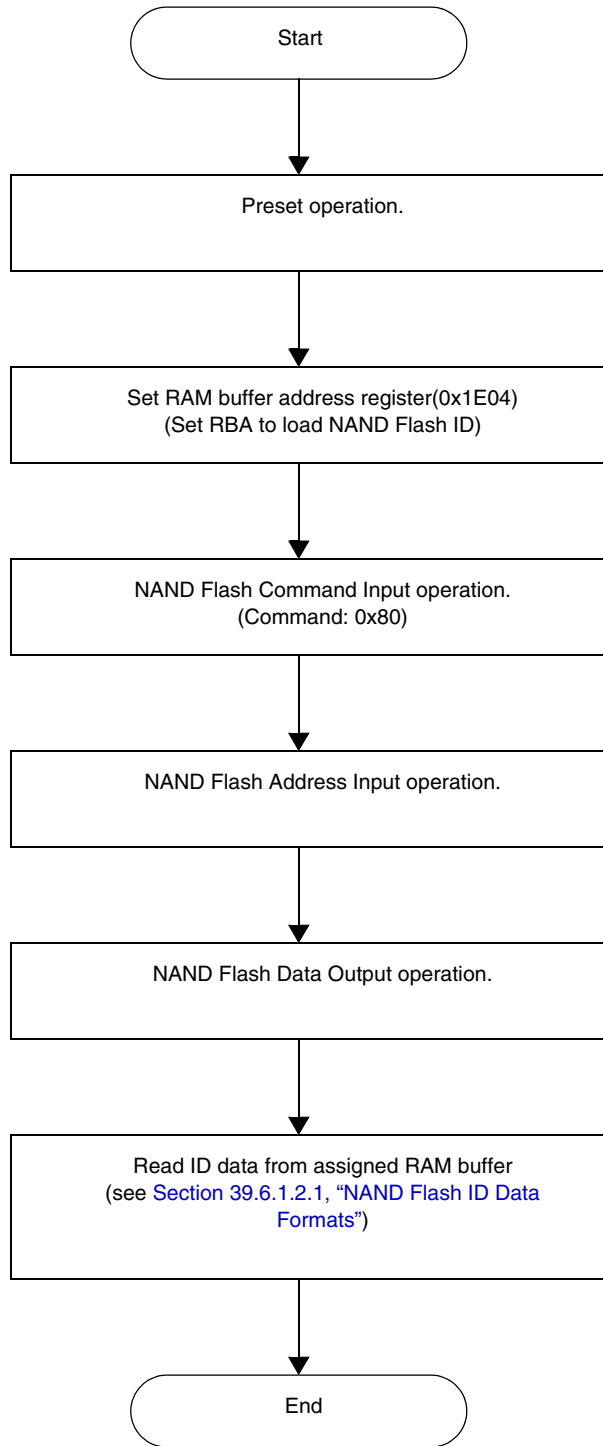 Start
Preset operation.
Set RAM buffer address register(0x1E04)
(Set RBA to load NAND Flash ID)
NAND Flash Command Input operation.
(Command: 0x80)
NAND Flash Address Input operation.
NAND Flash Data Output operation.
Read ID data from assigned RAM buffer
(see Section 39.6.1.2.1, “NAND Flash ID Data
Formats”)
End